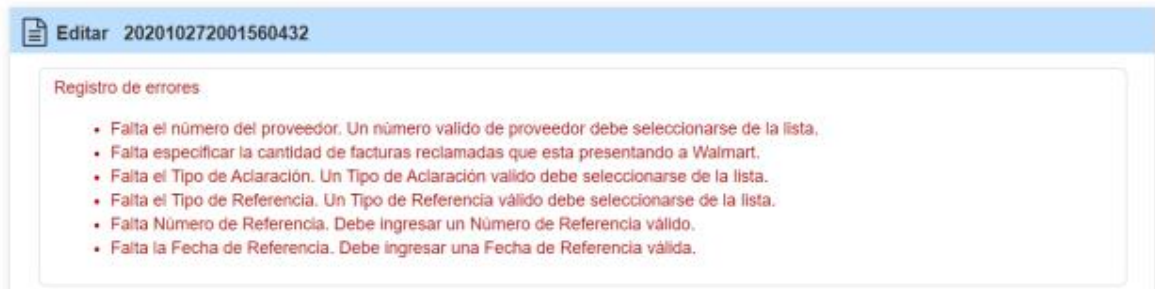 Editar 202010272001560432
Registro de errores
• Falta el número del proveedor. Un número valido de proveedor debe seleccionarse de la lista.
• Falta especificar la cantidad de facturas reclamadas que esta presentando a Walmart.
• Falta el Tipo de Aclaración. Un Tipo de Aclaración valido debe seleccionarse de la lista.
• Falta el Tipo de Referencia. Un Tipo de Referencia válido debe seleccionarse de la lista.
• Falta Número de Referencia. Debe ingresar un Número de Referencia válido.
• Falta la Fecha de Referencia. Debe ingresar una Fecha de Referencia válida.